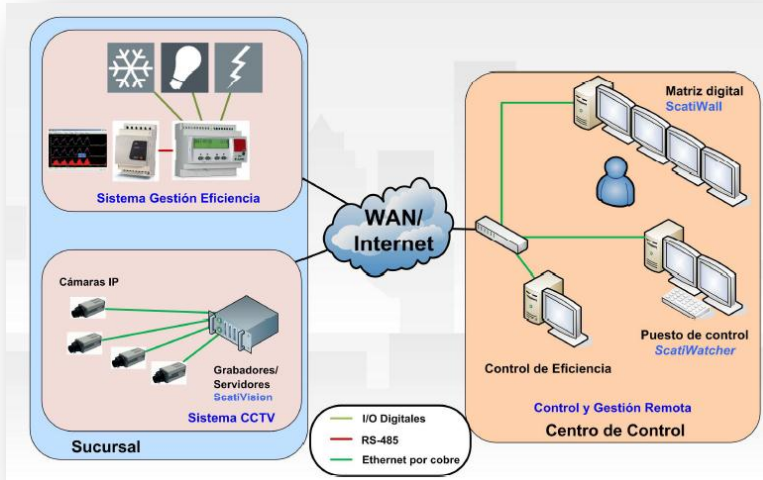 Sistema Gestión Eficiencia
Cámaras IP
Grabadores/
Servidores
ScatiVision
Sistema CCTV
Sucursal
WAN/
Internet
I/O Digitales
RS-485
Ethernet por cobre
Matriz digital
ScatiWall
Puesto de control
ScatiWatcher
Control de Eficiencia
Control y Gestión Remota
Centro de Control